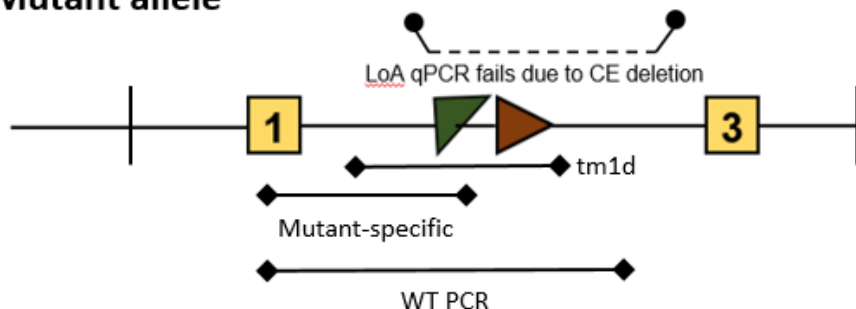 Mutant allele
LoA qPCR fails due to CE deletion
1
3
tm1d
Mutant-specific
WT PCR